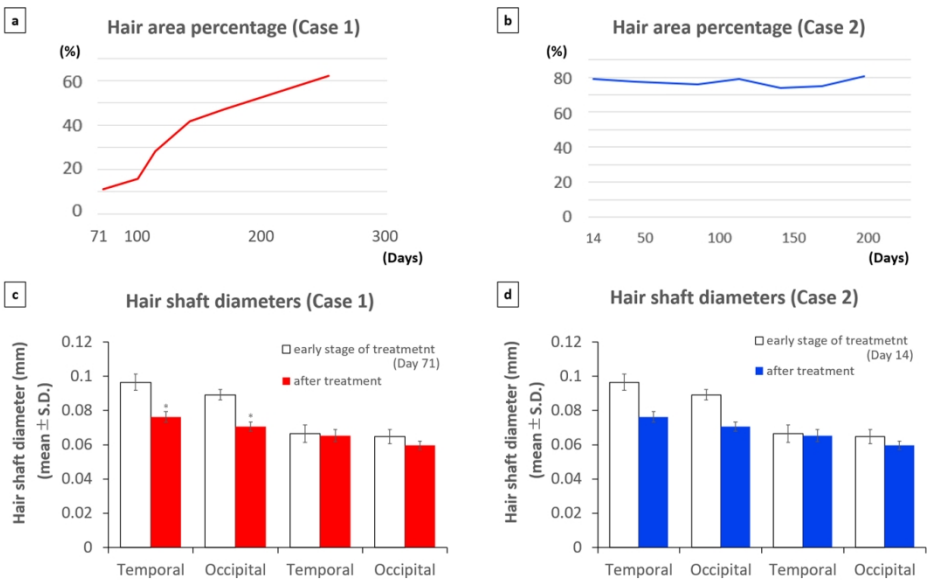 a
Hair area percentage (Case 1)
(%)
60
40
20
0
71 100 200 300
(Days)
b
Hair area percentage (Case 2)
(%)
80
60
40
20
0
14 50 100 150 200
(Days)
c
Hair shaft diameters (Case 1)
Hair shaft diameter (mm)
(mean ± S.D.)
0.12
0.1
0.08
0.06
0.04
0.02
0
early stage of treatmetnt
(Day 71)
after treatment
* *
Temporal Occipital Temporal Occipital
d
Hair shaft diameters (Case 2)
Hair shaft diameter (mm)
(mean ± S.D.)
0.12
0.1
0.08
0.06
0.04
0.02
0
early stage of treatmetnt
(Day 14)
after treatment
Temporal Occipital Temporal Occipital